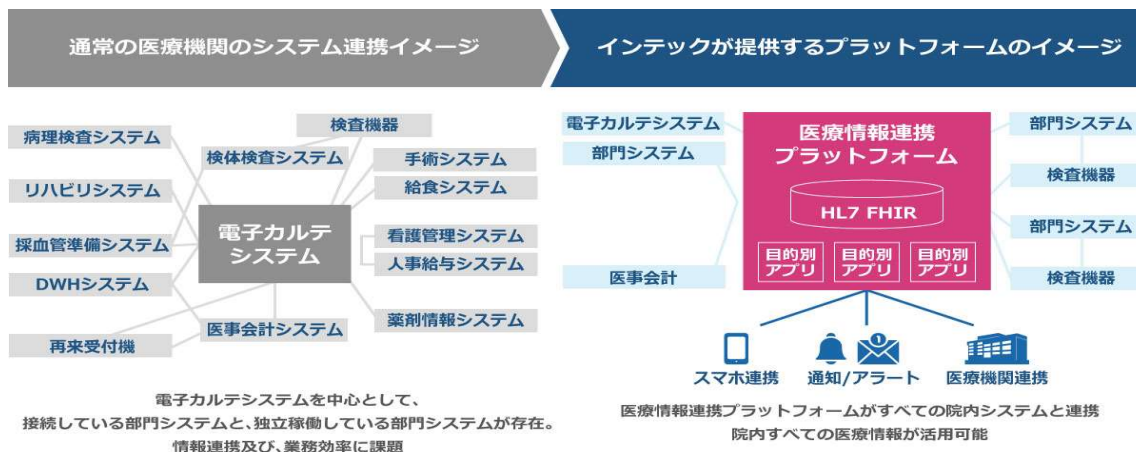 通常の医療機関のシステム連携イメージ
インテックが提供するプラットフォームのイメージ
検査機器
病理検査システム
検体検査システム
手術システム
リハビリシステム
給食システム
電子カルテ
システム
採血管準備システム
看護管理システム
人事給与システム
DWHシステム
医事会計システム
薬剤情報システム
再来受付機
電子カルテシステムを中心として、
接続している部門システムと、独立稼働している部門システムが存在。
情報連携及び、業務効率に課題
電子カルテシステム
部門システム
医事会計
医療情報連携
プラットフォーム
HL7 FHIR
目的別
アプリ
目的別
アプリ
目的別
アプリ
部門システム
検査機器
部門システム
検査機器
1
スマホ連携
通知/アラート
医療機関連携
医療情報連携プラットフォームがすべての院内システムと連携
院内すべての医療情報が活用可能